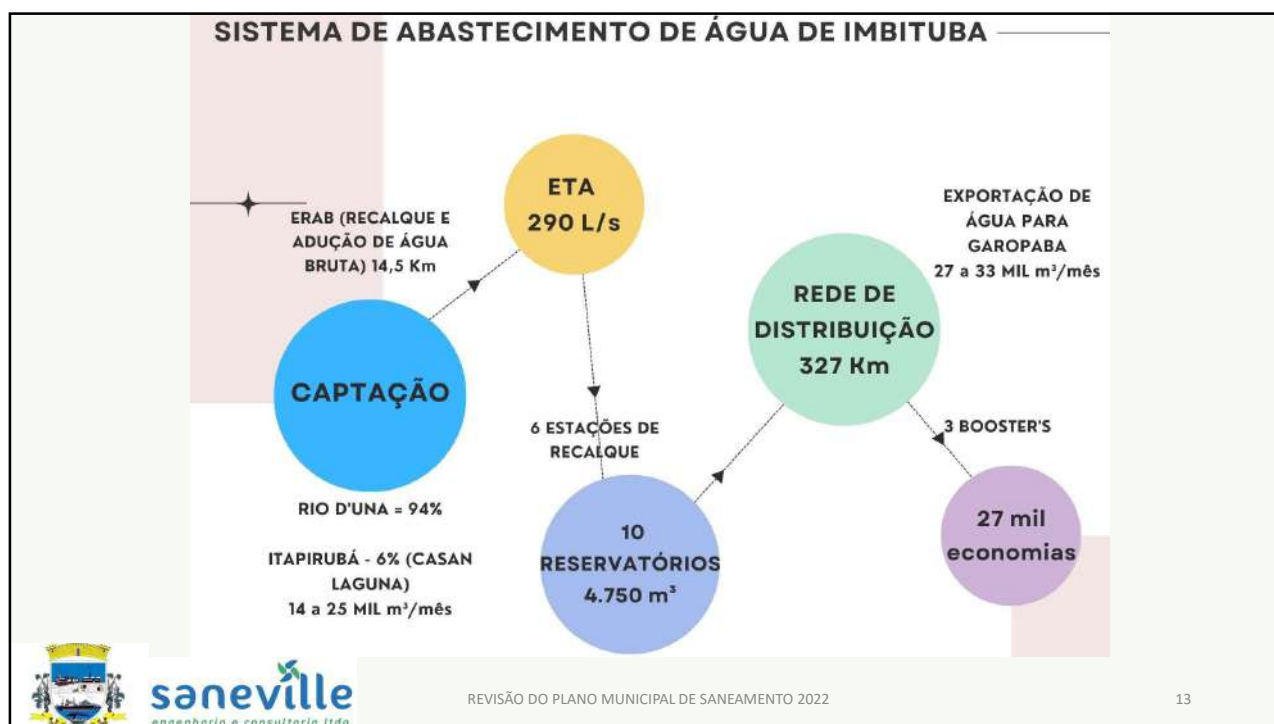 SISTEMA DE ABASTECIMENTO DE ÁGUA DE IMBITUBA
ERAB (RECALQUE E
ADUÇÃO DE ÁGUA
BRUTA) 14,5 Km
ETA
290 L/s
CAPTAÇÃO
RIO D'UNA = 94%
ITAPIRUBÁ - 6% (CASAN
LAGUNA)
14 a 25 MIL m³/mês
6 ESTAÇÕES DE
RECALQUE
10
RESERVATÓRIOS
4.750 m³
REDE DE
DISTRIBUIÇÃO
327 Km
EXPORTAÇÃO DE
ÁGUA PARA
GAROPABA
27 a 33 MIL m³/mês
3 BOOSTER'S
27 mil
economias
saneville
engenharia e consultoria ltda
REVISÃO DO PLANO MUNICIPAL DE SANEAMENTO 2022
13